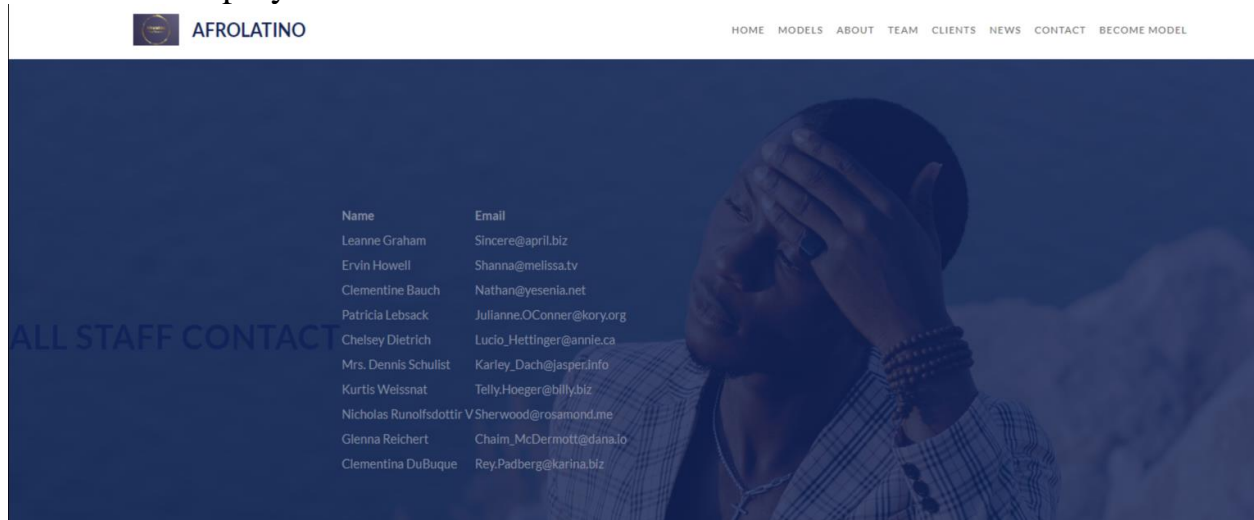 AFROLATINO
HOME MODELS ABOUT TEAM CLIENTS NEWS CONTACT BECOME MODEL
ALL STAFF CONTACT
Name Email
Leanne Graham Sincere@april.biz
Ervin Howell Shanna@melissa.tv
Clementine Bauch Nathan@yesenia.net
Patricia Lebsack Julianne.OConner@kory.org
Chelsey Dietrich Lucio_Hettinger@annie.ca
Mrs. Dennis Schulist Karley_Dach@jasper.info
Kurtis Weissnat Telly.Hoeger@billy.biz
Nicholas Runolfsdottir V Sherwood@rosamond.me
Glenna Reichert Chaim_McDermott@dana.io
Clementina DuBuque Rey.Padberg@karina.biz